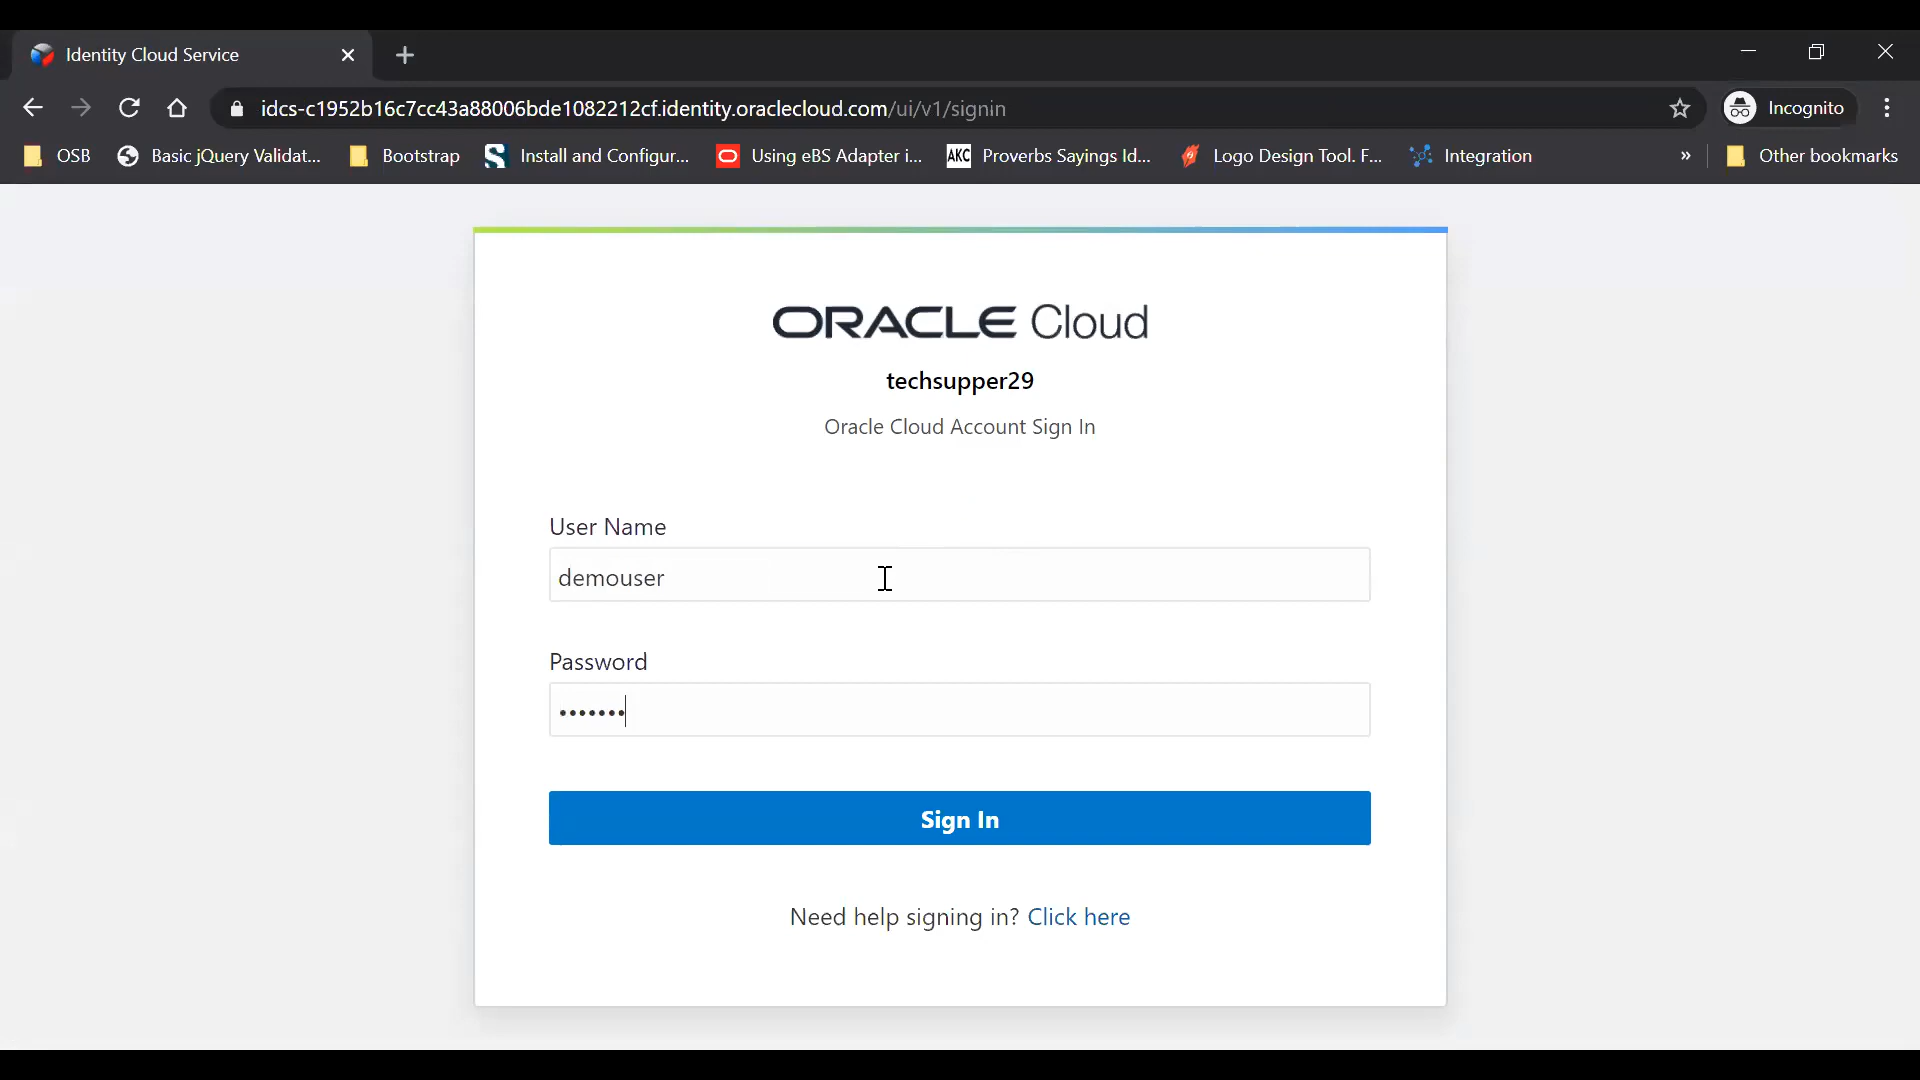 Identity Cloud Service
idcs-c1952b16c7cc43a88006bde1082212cf.identity.oraclecloud.com/ui/v1/signin
Incognito
OSB Basic jQuery Validat... Bootstrap Install and Configur... Using eBS Adapter i... AKC Proverbs Sayings Id... Logo Design Tool. F... Integration » Other bookmarks
ORACLE Cloud
techsupper29
Oracle Cloud Account Sign In
User Name
demouser
Password
•••••••
Sign In
Need help signing in? Click here